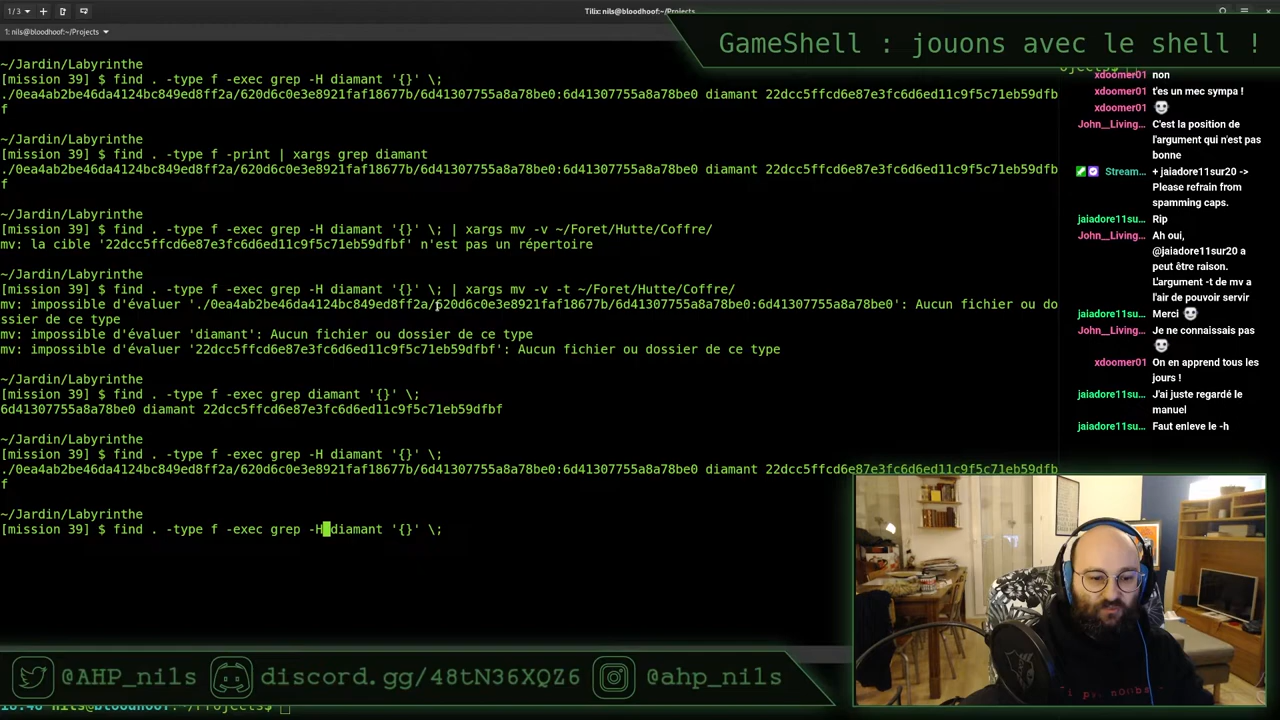 1/3
Tilix: nils@bloodhoof:~/Projects
1: nils@bloodhoof:~/Projects
GameShell : jouons avec le shell !
~/Jardin/Labyrinthe
[mission 39] $ find . -type f -exec grep -H diamant '{}' \;
./0ea4ab2be46da4124bc849ed8ff2a/620d6c0e3e8921faf18677b/6d41307755a8a78be0:6d41307755a8a78be0 diamant 22dcc5ffcd6e87e3fc6d6ed11c9f5c71eb59dfb
f
~/Jardin/Labyrinthe
[mission 39] $ find . -type f -print | xargs grep diamant
./0ea4ab2be46da4124bc849ed8ff2a/620d6c0e3e8921faf18677b/6d41307755a8a78be0:6d41307755a8a78be0 diamant 22dcc5ffcd6e87e3fc6d6ed11c9f5c71eb59dfb
f
~/Jardin/Labyrinthe
[mission 39] $ find . -type f -exec grep -H diamant '{}' \; | xargs mv -v ~/Foret/Hutte/Coffre/
mv: la cible '22dcc5ffcd6e87e3fc6d6ed11c9f5c71eb59dfbf' n'est pas un répertoire
~/Jardin/Labyrinthe
[mission 39] $ find . -type f -exec grep -H diamant '{}' \; | xargs mv -v -t ~/Foret/Hutte/Coffre/
mv: impossible d'évaluer './0ea4ab2be46da4124bc849ed8ff2a/620d6c0e3e8921faf18677b/6d41307755a8a78be0:6d41307755a8a78be0': Aucun fichier ou do
ssier de ce type
mv: impossible d'évaluer 'diamant': Aucun fichier ou dossier de ce type
mv: impossible d'évaluer '22dcc5ffcd6e87e3fc6d6ed11c9f5c71eb59dfbf': Aucun fichier ou dossier de ce type
~/Jardin/Labyrinthe
[mission 39] $ find . -type f -exec grep diamant '{}' \;
6d41307755a8a78be0 diamant 22dcc5ffcd6e87e3fc6d6ed11c9f5c71eb59dfbf
~/Jardin/Labyrinthe
[mission 39] $ find . -type f -exec grep -H diamant '{}' \;
./0ea4ab2be46da4124bc849ed8ff2a/620d6c0e3e8921faf18677b/6d41307755a8a78be0:6d41307755a8a78be0 diamant 22dcc5ffcd6e87e3fc6d6ed11c9f5c71eb59dfb
f
~/Jardin/Labyrinthe
[mission 39] $ find . -type f -exec grep -H diamant '{}' \;
xdoomer01 non
xdoomer01 t'es un mec sympa !
xdoomer01
John__Living... C'est la position de
l'argument qui n'est pas
bonne
Stream... + jaiadore11sur20 ->
Please refrain from
spamming caps.
jaiadore11su... Rip
John__Living... Ah oui,
@jaiadore11sur20 a
peut être raison.
L'argument -t de mv a
l'air de pouvoir servir
jaiadore11su... Merci
John__Living... Je ne connaissais pas
xdoomer01 On en apprend tous les
jours !
jaiadore11su... J'ai juste regardé le
manuel
jaiadore11su... Faut enleve le -h
@AHP_nils
discord.gg/48tN36XQZ6
@ahp_nils
nils@bloodhoof:~/Projects$